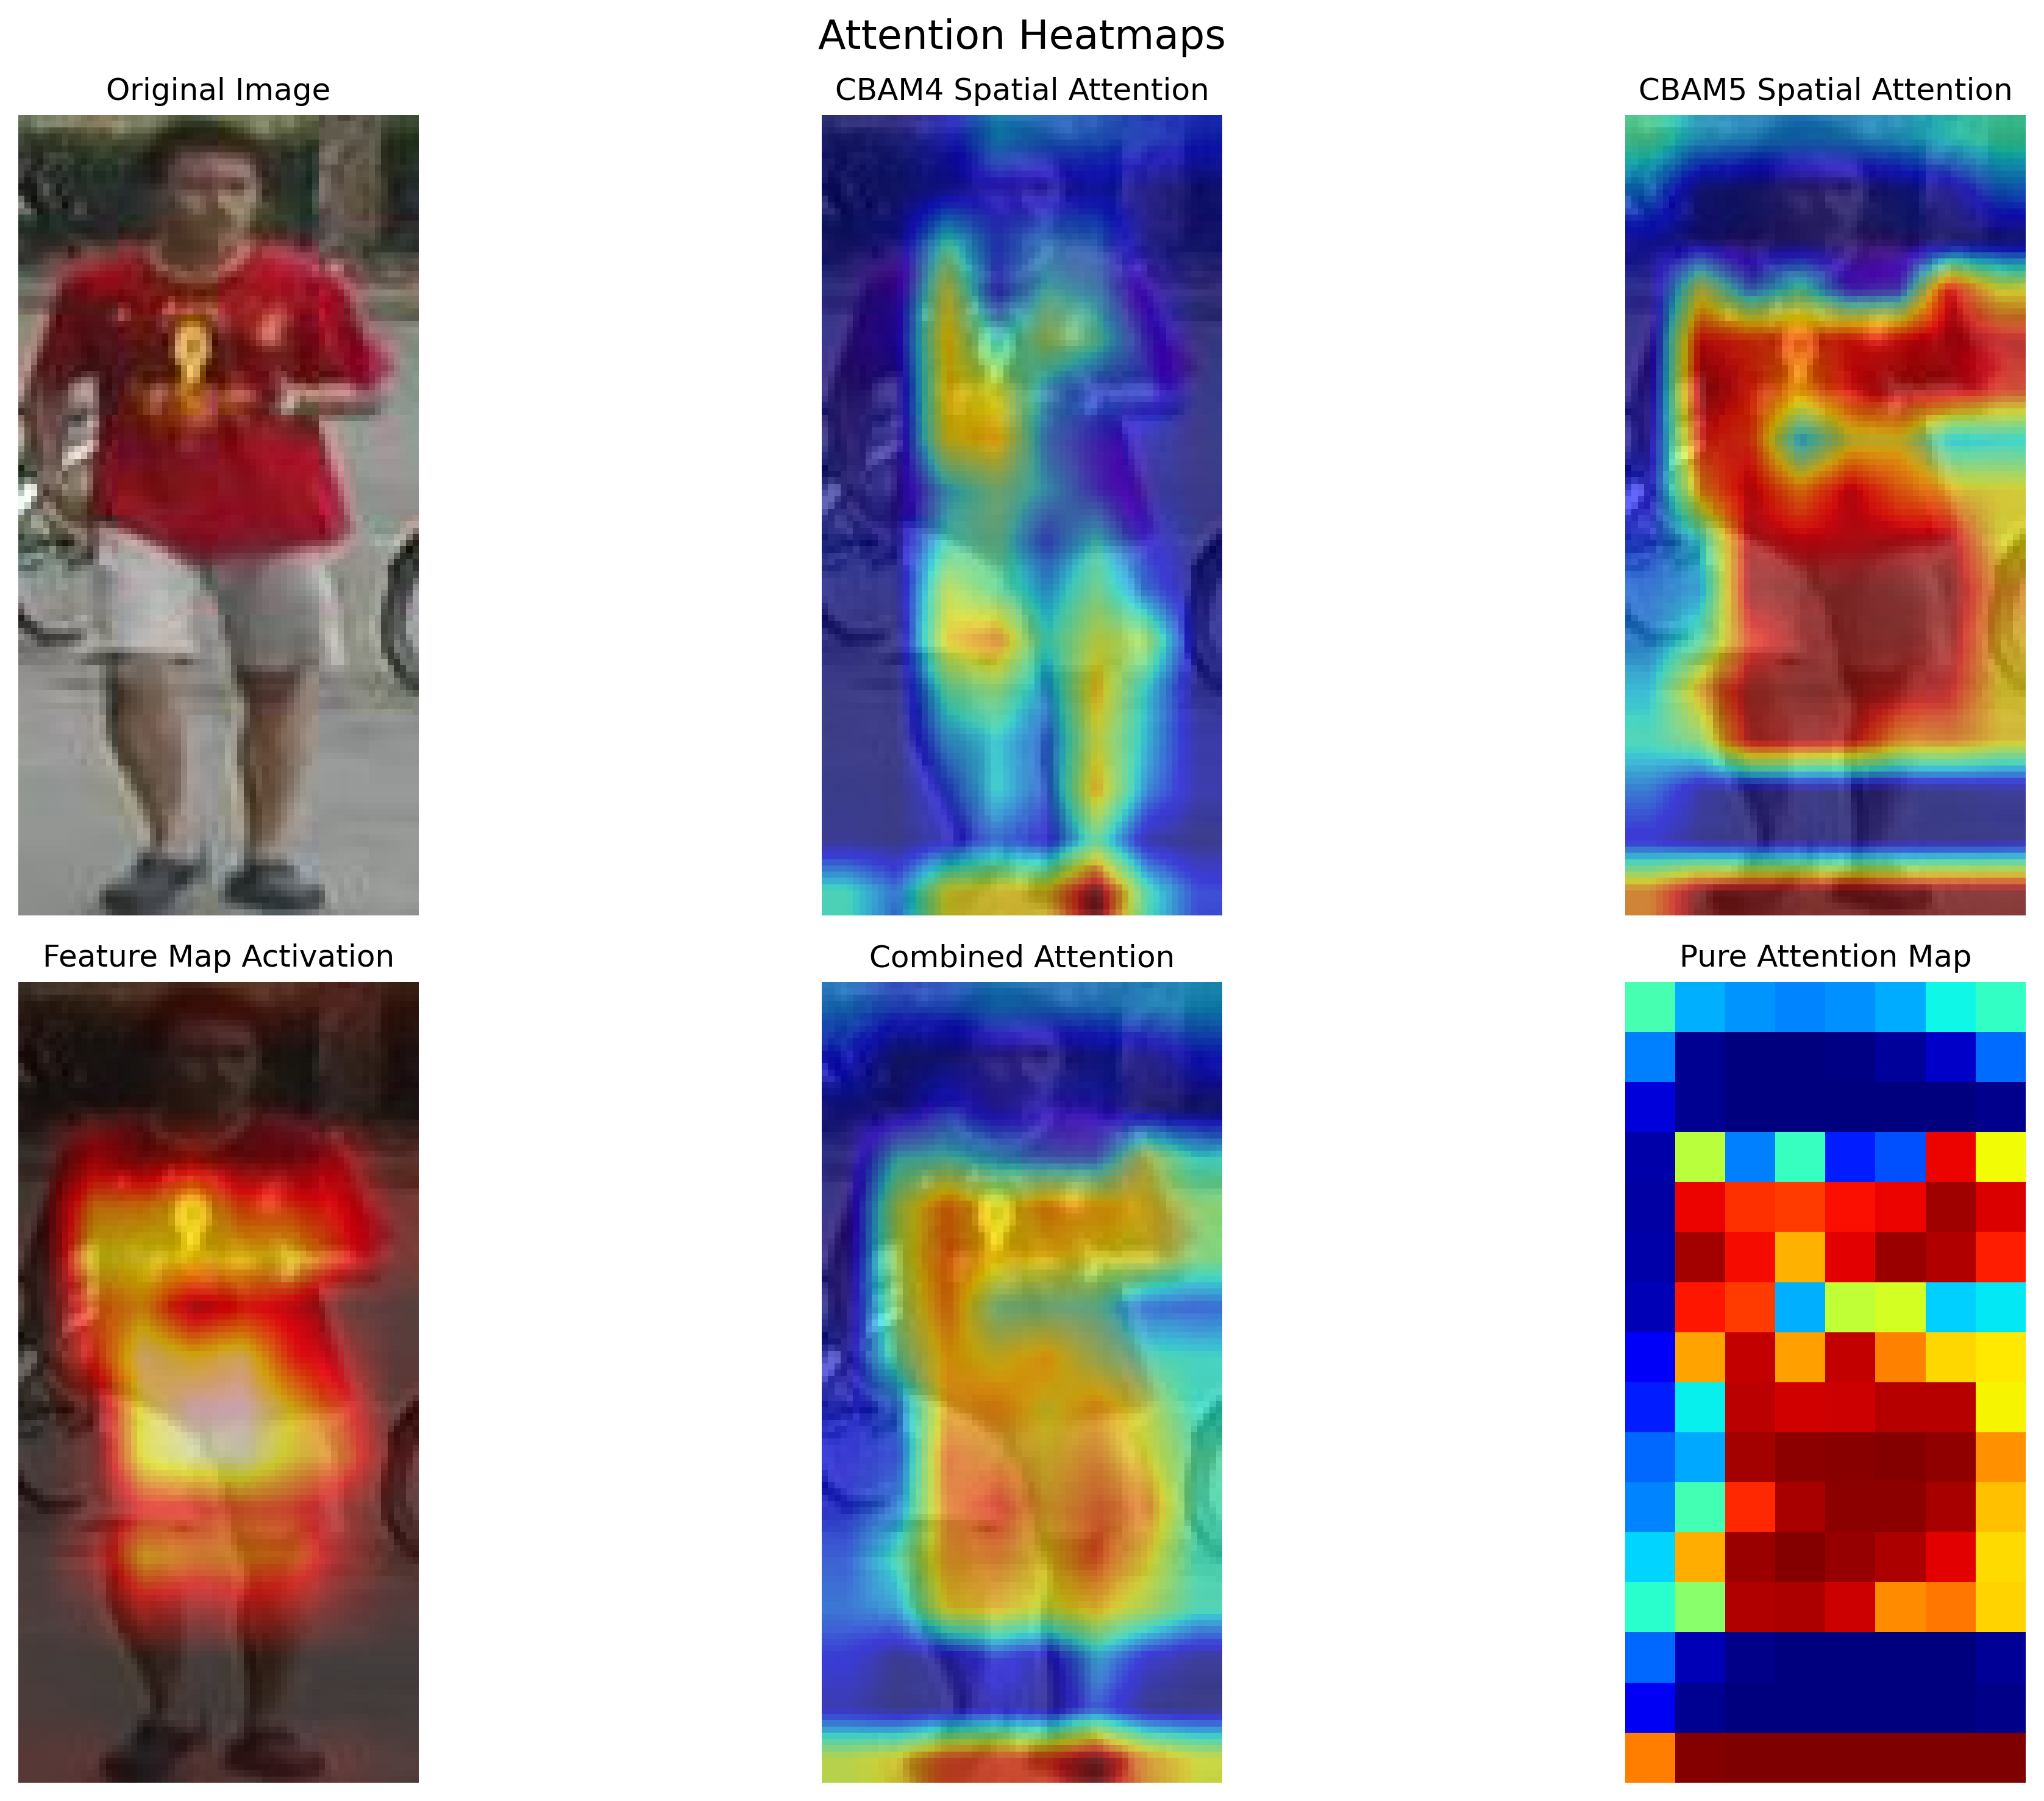 Attention Heatmaps
Original Image
CBAM4 Spatial Attention
CBAM5 Spatial Attention
Feature Map Activation
Combined Attention
Pure Attention Map